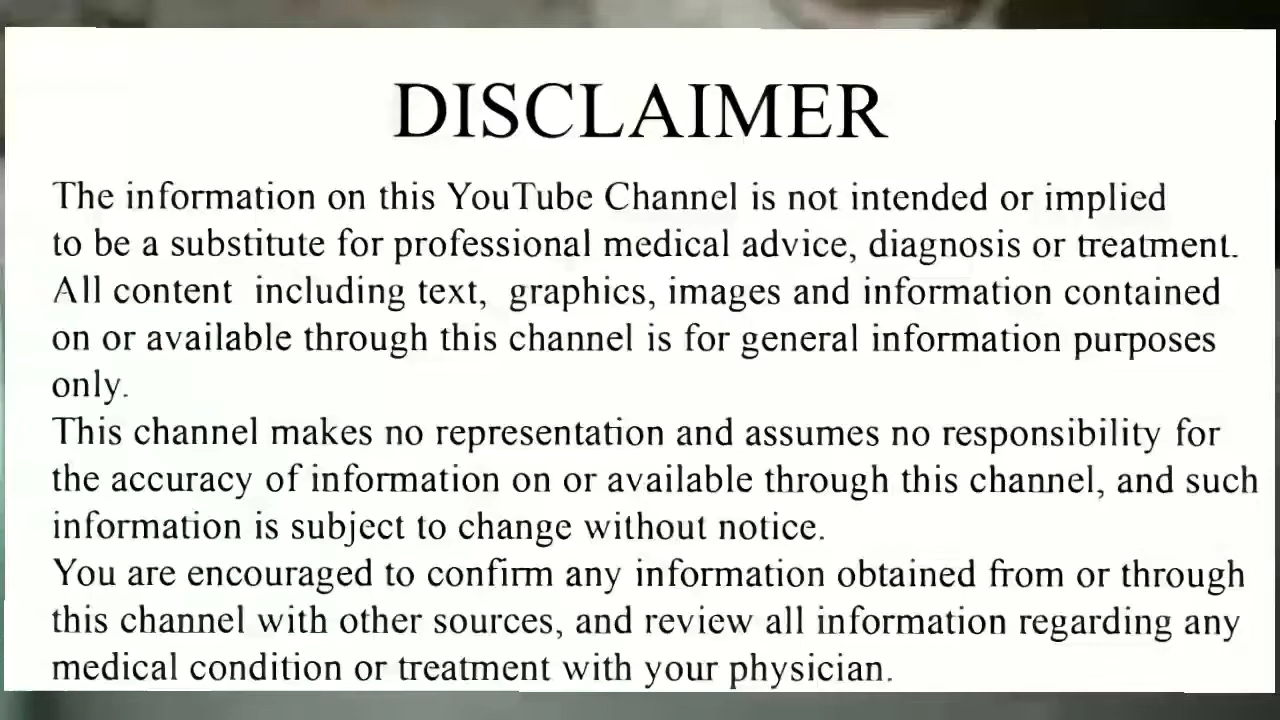 DISCLAIMER
The information on this YouTube Channel is not intended or implied
to be a substitute for professional medical advice, diagnosis or treatment.
All content  including text,  graphics, images and information contained
on or available through this channel is for general information purposes
only.
This channel makes no representation and assumes no responsibility for
the accuracy of information on or available through this channel, and such
information is subject to change without notice.
You are encouraged to confirm any information obtained from or through
this channel with other sources, and review all information regarding any
medical condition or treatment with your physician.